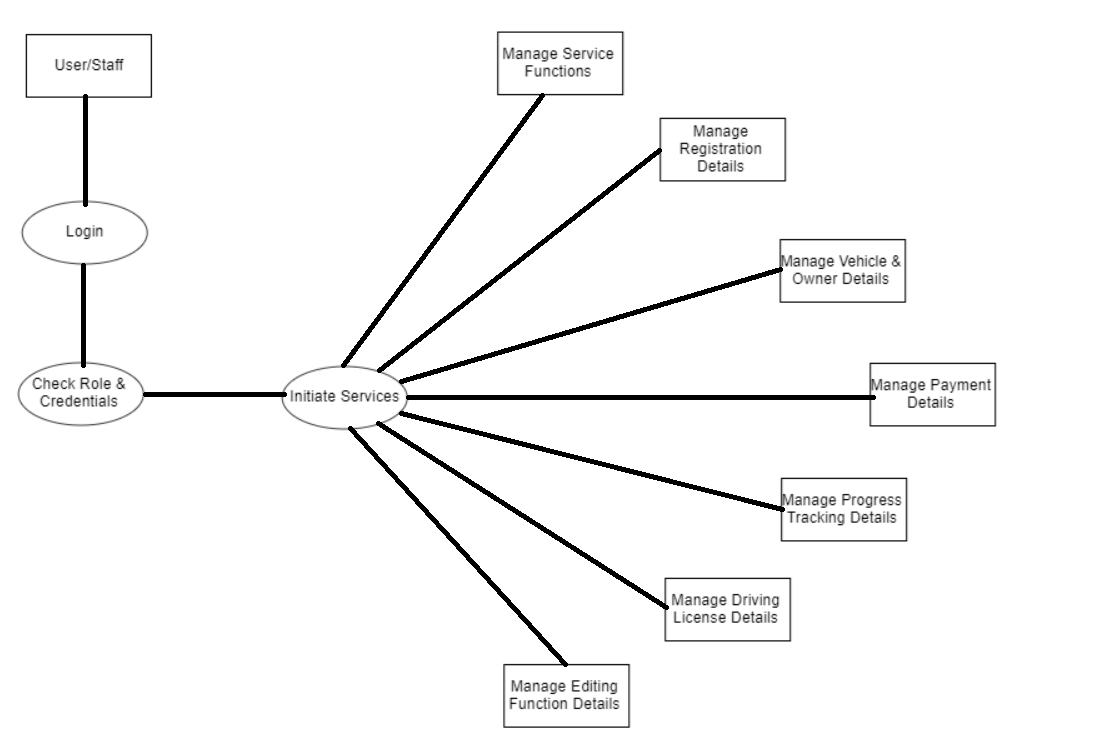 User/Staff
Manage Service
Functions
Manage
Registration
Details
Login
Manage Vehicle &
Owner Details
Check Role &
Credentials
Initiate Services
Manage Payment
Details
Manage Progress
Tracking Details
Manage Driving
License Details
Manage Editing
Function Details